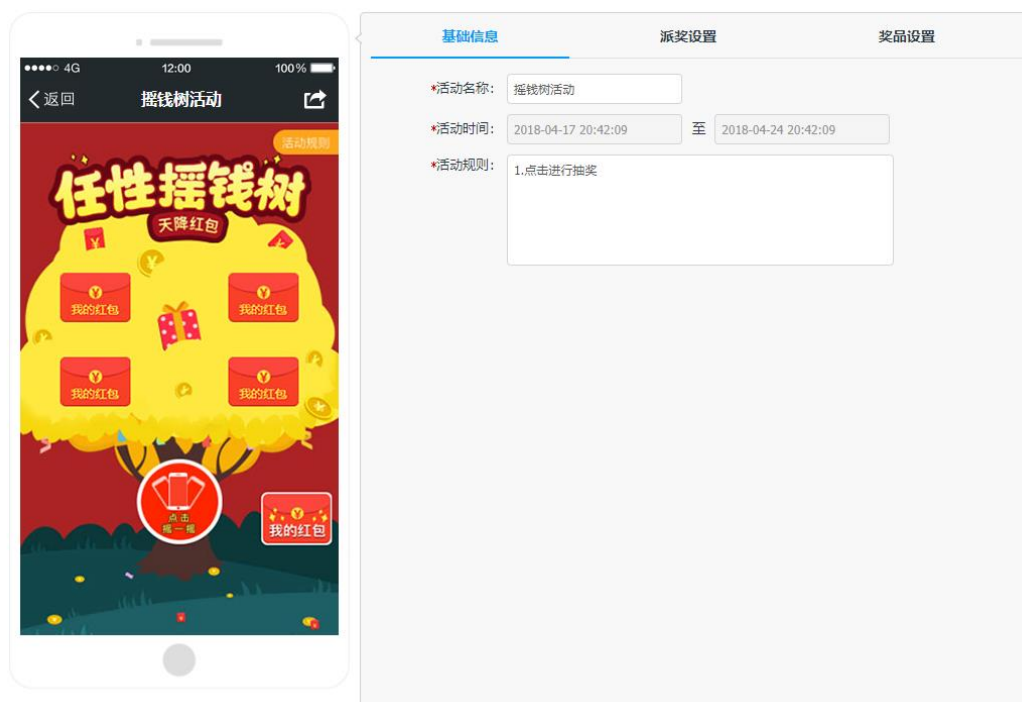 4G 12:00 100%
返回 摇钱树活动
活动规则
任性摇钱树
天降红包
我的红包 我的红包
我的红包 我的红包
点击
摇一摇
我的红包
基础信息 派奖设置 奖品设置
*活动名称: 摇钱树活动
*活动时间: 2018-04-17 20:42:09 至 2018-04-24 20:42:09
*活动规则: 1.点击进行抽奖